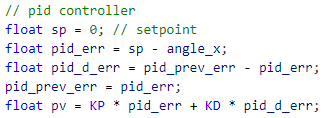 // pid controller
float sp = 0; // setpoint
float pid_err = sp - angle_x;
float pid_d_err = pid_prev_err - pid_err;
pid_prev_err = pid_err;
float pv = KP * pid_err + KD * pid_d_err;